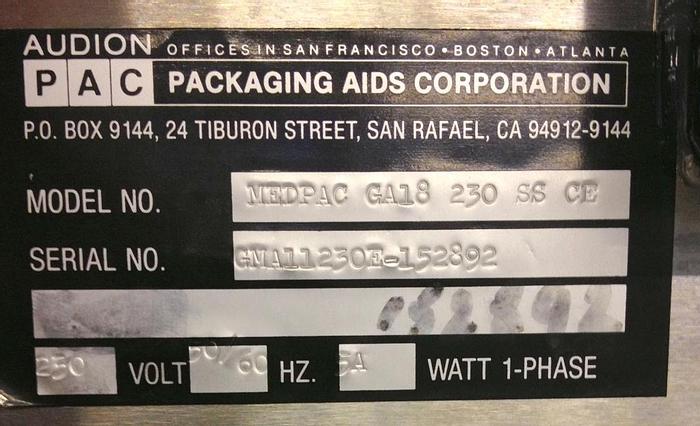 AUDION OFFICES IN SAN FRANCISCO • BOSTON • ATLANTA
PAC PACKAGING AIDS CORPORATION
P.O. BOX 9144, 24 TIBURON STREET, SAN RAFAEL, CA 94912-9144
MODEL NO. MEDPAC GA18 230 SS CE
SERIAL NO. GMA11230E-152892
230 VOLT 50/60 HZ. 5A WATT 1-PHASE